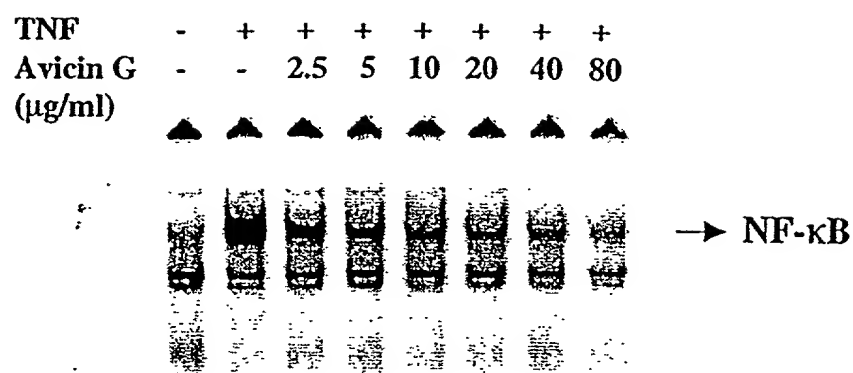 TNF - + + + + + + +
Avicin G - - 2.5 5 10 20 40 80
(μg/ml)
→ NF-κB